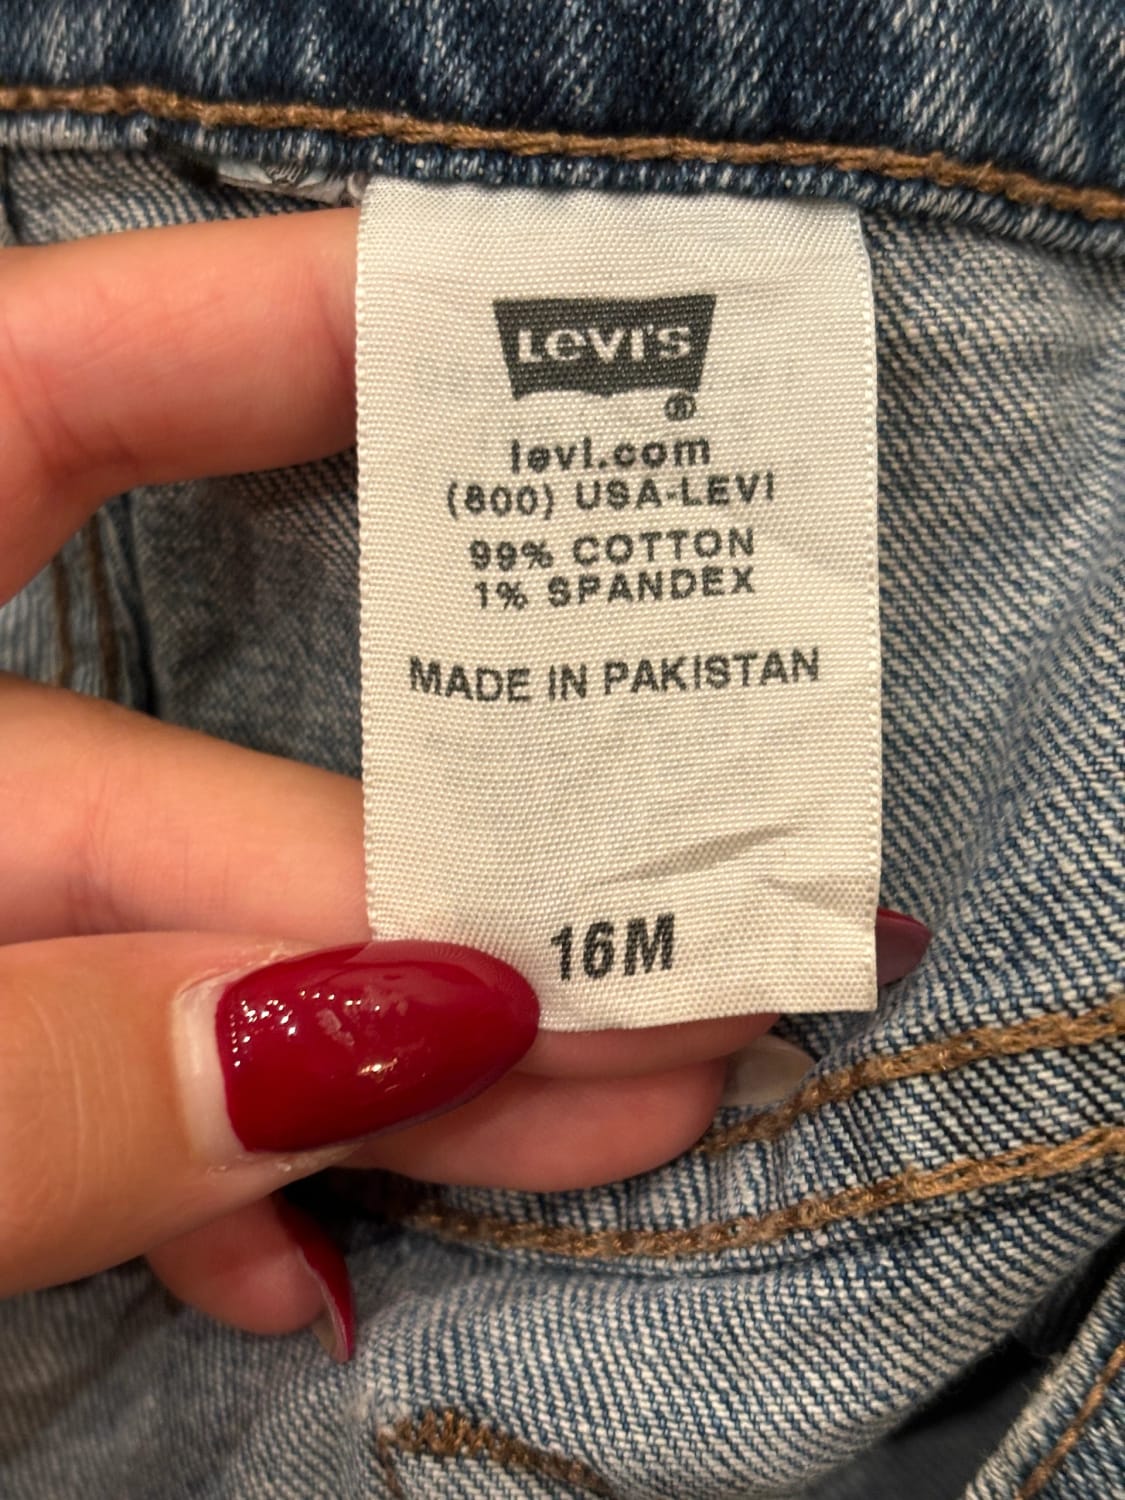 LEVI'S
®
levi.com
(800) USA-LEVI
99% COTTON
1% SPANDEX
MADE IN PAKISTAN
16M